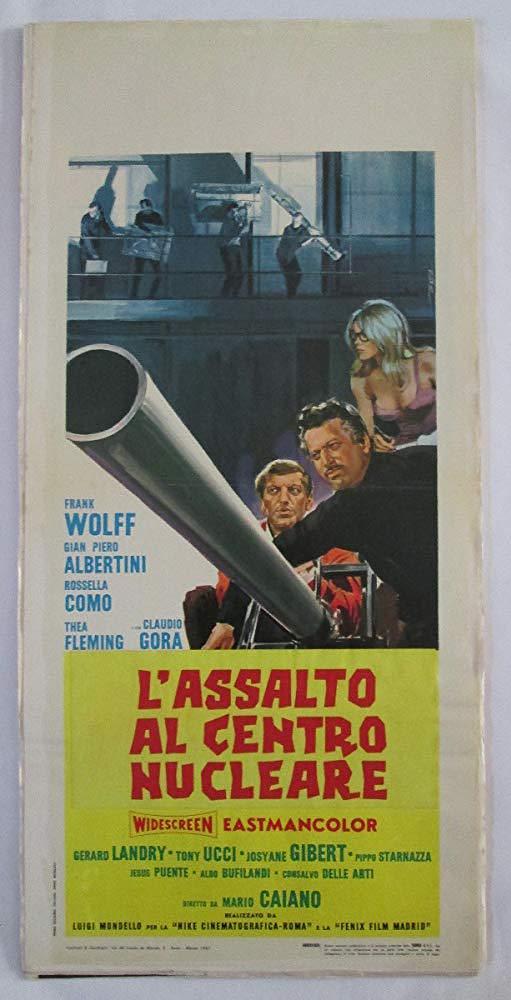 FRANK
WOLFF
GIAN PIERO
ALBERTINI
ROSSELLA
COMO
THEA
FLEMING
CLAUDIO
GORA
L'ASSALTO
AL CENTRO
NUCLEARE
WIDESCREEN EASTMANCOLOR
GERARD LANDRY • TONY UCCI • JOSYANE GIBERT • PIPPO STARNAZZA
JESUS PUENTE • ALDO BUFILANDI • CONSALVO DELLE ARTI
DIRETTO DA MARIO CAIANO
REALIZZATO DA
LUIGI MONDELLO PER LA "NIKE CINEMATOGRAFICA-ROMA" E LA "FENIX FILM MADRID"